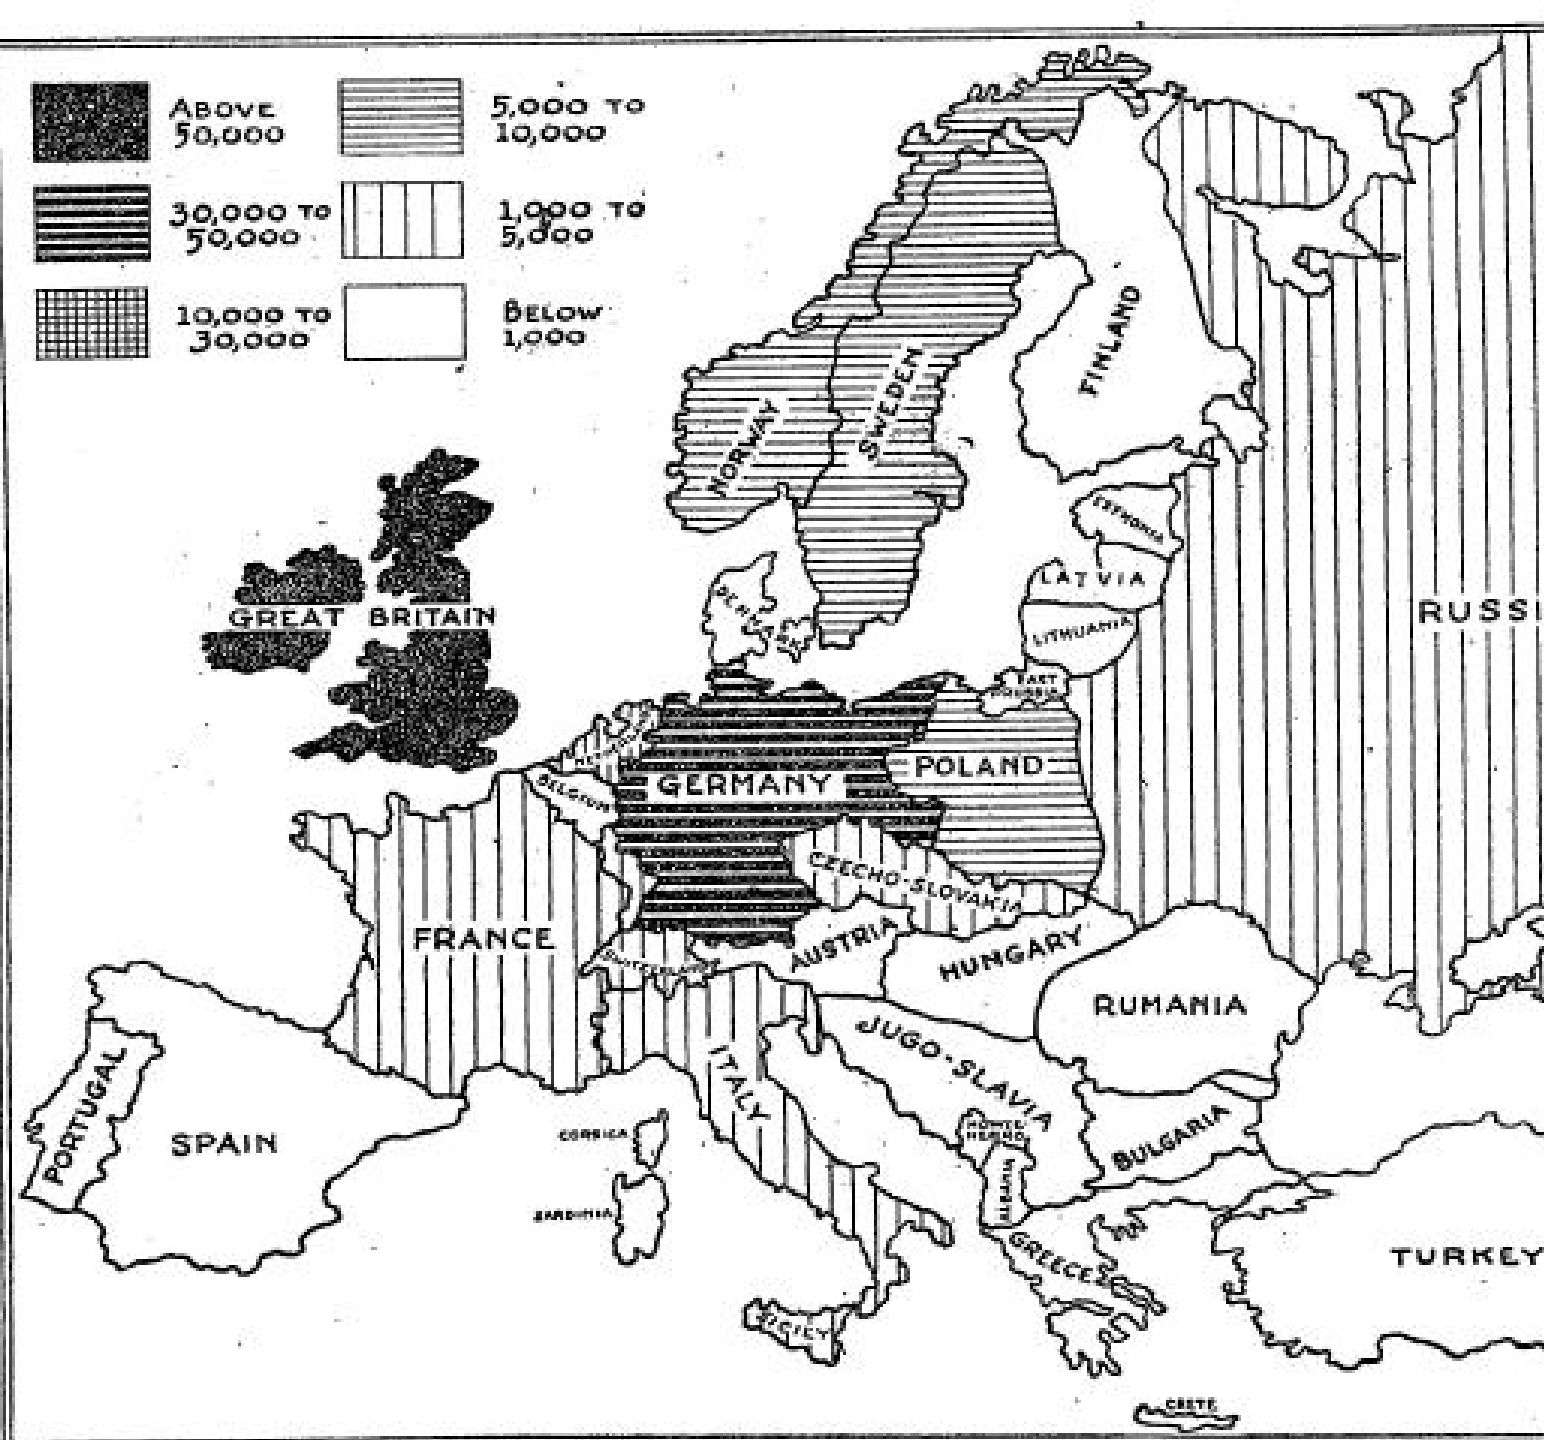 ABOVE
50,000
5,000 TO
10,000
30,000 TO
50,000
1,000 TO
5,000
10,000 TO
30,000
BELOW
1,000
NORWAY
SWEDEN
FINLAND
ESTHONIA
LATVIA
LITHUANIA
EAST
PRUSSIA
RUSSI
GREAT BRITAIN
DENMARK
BELGIUM
GERMANY
POLAND
CZECHO-SLOVAKIA
FRANCE
AUSTRIA
HUNGARY
RUMANIA
JUGO-SLAVIA
ITALY
PORTUGAL
SPAIN
CORSICA
SARDINIA
SICILY
MONTE
NEGRO
ALBANIA
BULGARIA
GREECE
TURKEY
CRETE